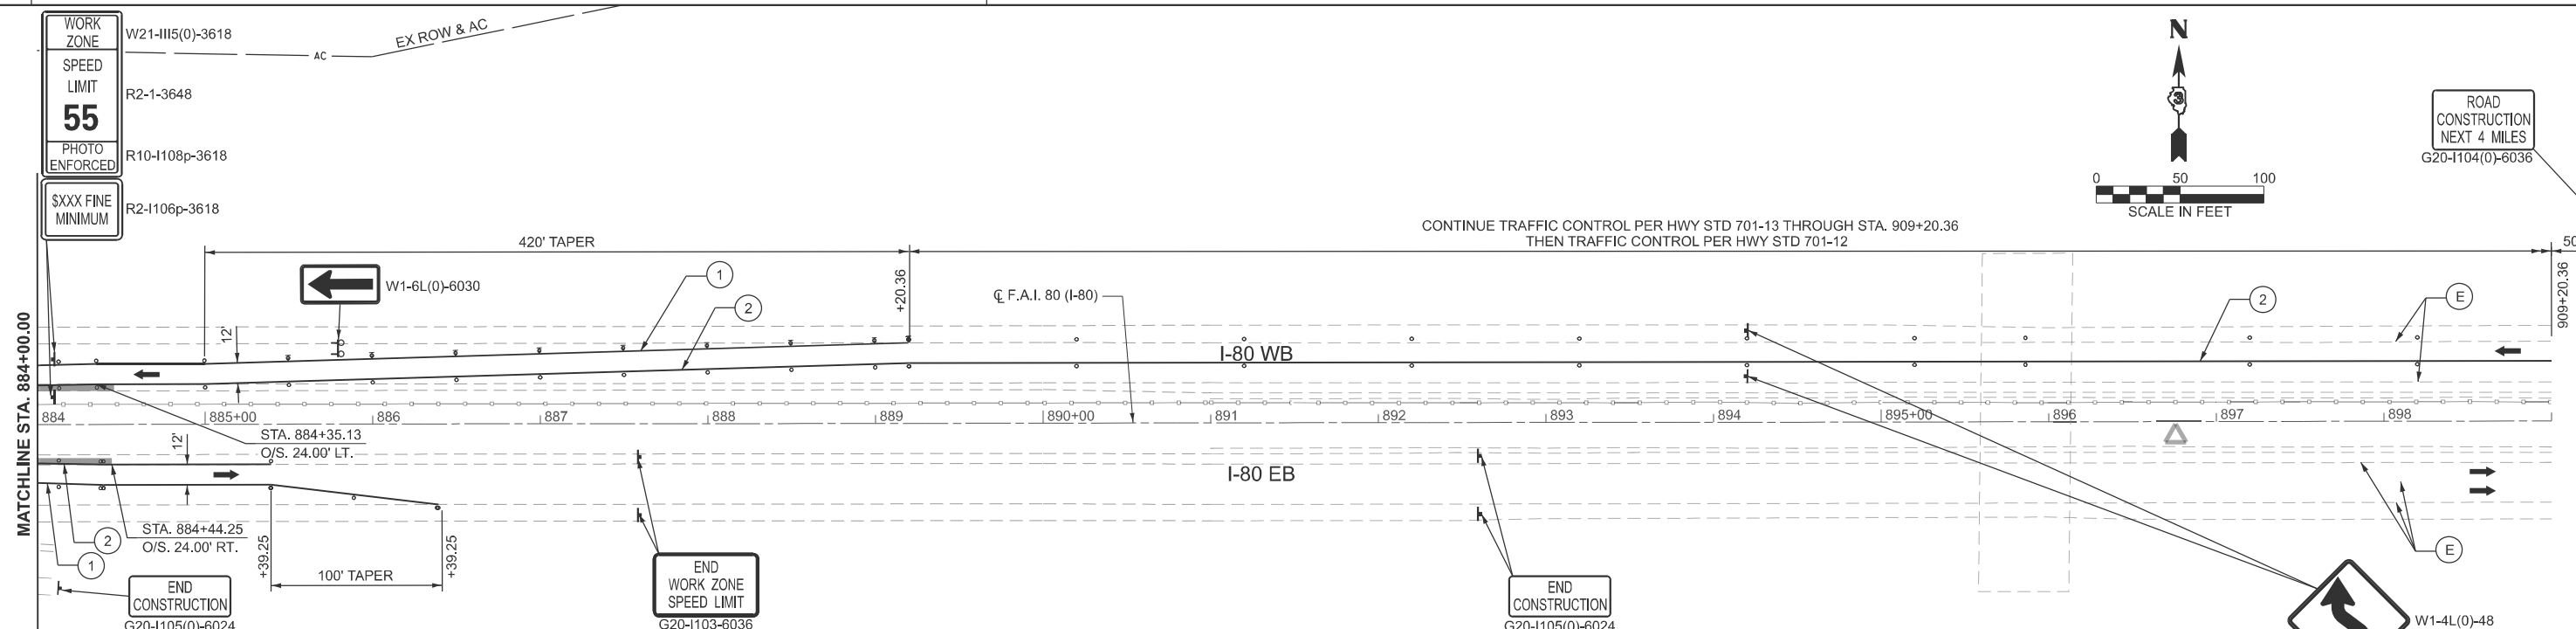 WORK
ZONE
W21-III5(0)-3618
SPEED
LIMIT
55
R2-1-3648
PHOTO
ENFORCED
R10-I108p-3618
$XXX FINE
MINIMUM
R2-I106p-3618
AC
EX ROW & AC
N
3
0 50 100
SCALE IN FEET
ROAD
CONSTRUCTION
NEXT 4 MILES
G20-I104(0)-6036
420' TAPER
CONTINUE TRAFFIC CONTROL PER HWY STD 701-13 THROUGH STA. 909+20.36
THEN TRAFFIC CONTROL PER HWY STD 701-12
50
W1-6L(0)-6030
1
2
+20.36
℄ F.A.I. 80 (I-80)
2
E
909+20.36
12'
I-80 WB
MATCHLINE STA. 884+00.00
884 885+00 886 887 888 889 890+00 891 892 893 894 895+00 896 897 898
STA. 884+35.13
O/S. 24.00' LT.
12'
I-80 EB
STA. 884+44.25
O/S. 24.00' RT.
2
1
+39.25
100' TAPER
+39.25
E
END
CONSTRUCTION
G20-I105(0)-6024
END
WORK ZONE
SPEED LIMIT
G20-I103-6036
END
CONSTRUCTION
G20-I105(0)-6024
W1-4L(0)-48